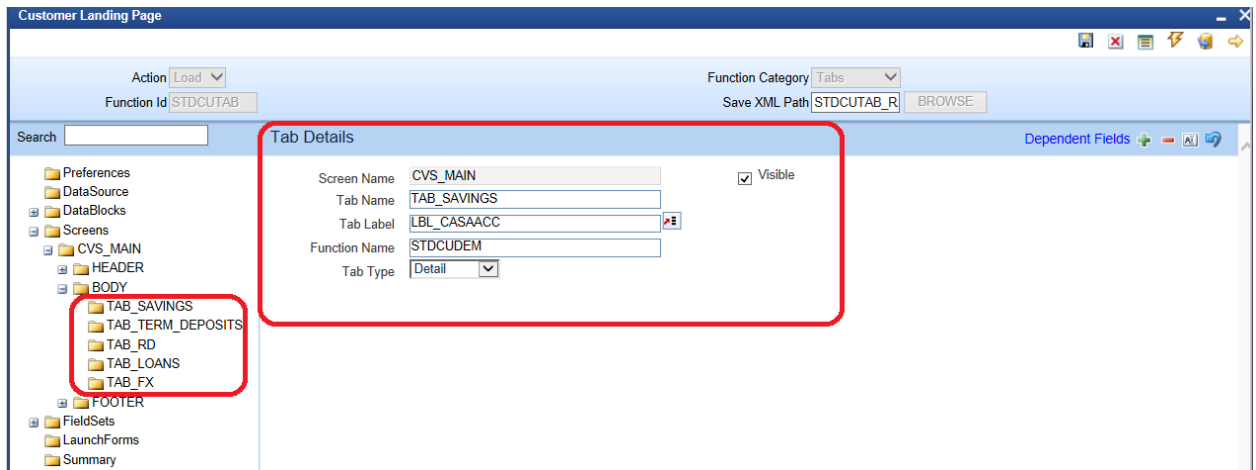 Customer Landing Page
Action Load
Function Category Tabs
Function Id STDCUTAB
Save XML Path STDCUTAB_R BROWSE
Search
Tab Details
Dependent Fields
Preferences
DataSource
DataBlocks
Screens
CVS_MAIN
HEADER
BODY
TAB_SAVINGS
TAB_TERM_DEPOSITS
TAB_RD
TAB_LOANS
TAB_FX
FOOTER
FieldSets
LaunchForms
Summary
Screen Name CVS_MAIN
Visible
Tab Name TAB_SAVINGS
Tab Label LBL_CASAACC
Function Name STDCUDEM
Tab Type Detail